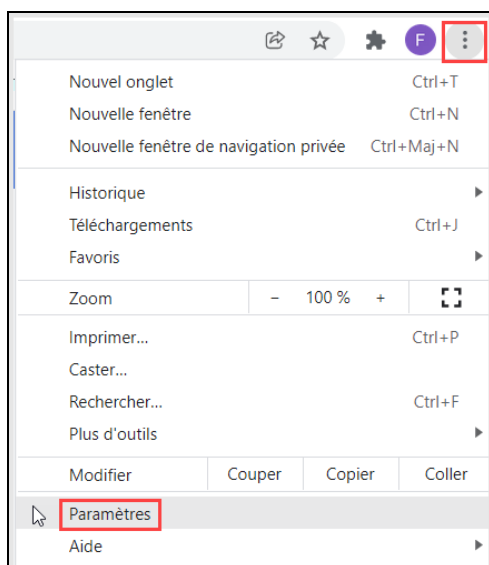 F
Nouvel onglet Ctrl+T
Nouvelle fenêtre Ctrl+N
Nouvelle fenêtre de navigation privée Ctrl+Maj+N
Historique
Téléchargements Ctrl+J
Favoris
Zoom - 100 % +
Imprimer... Ctrl+P
Caster...
Rechercher... Ctrl+F
Plus d'outils
Modifier Couper Copier Coller
Paramètres
Aide